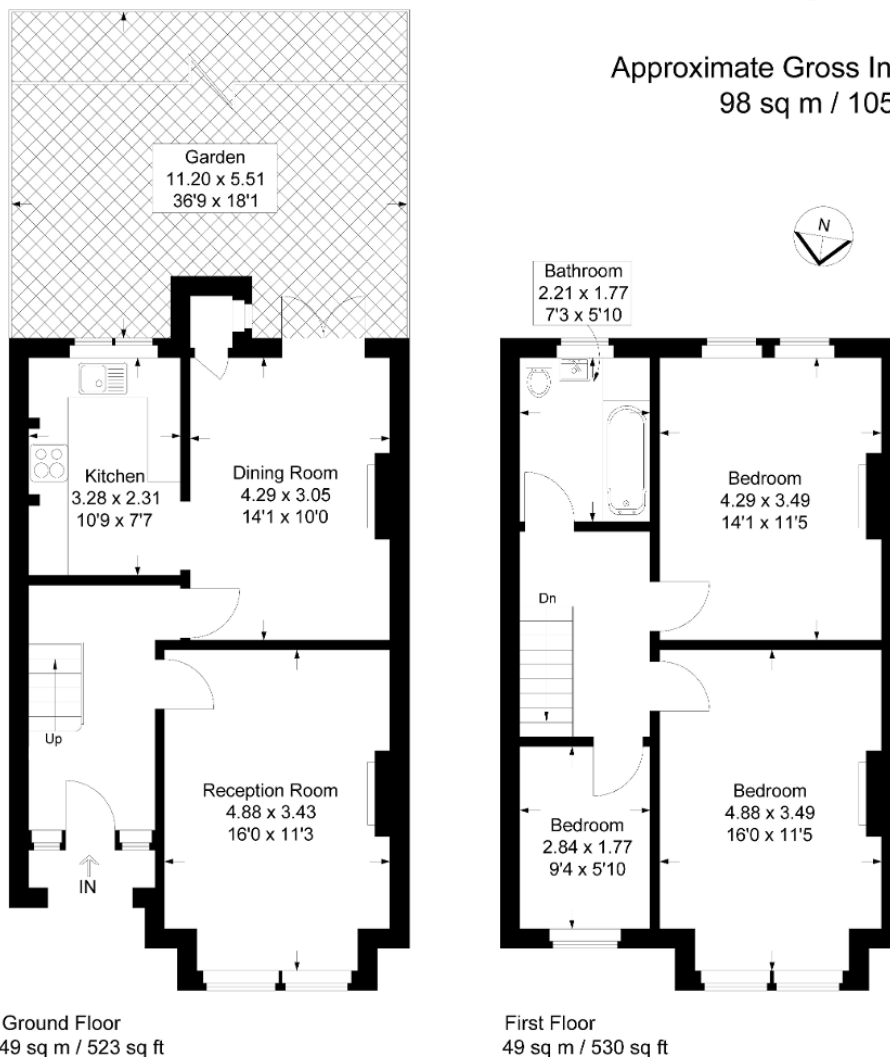 Approximate Gross In
98 sq m / 105
Garden
11.20 x 5.51
36'9 x 18'1
N
Bathroom
2.21 x 1.77
7'3 x 5'10
Kitchen
3.28 x 2.31
10'9 x 7'7
Dining Room
4.29 x 3.05
14'1 x 10'0
Bedroom
4.29 x 3.49
14'1 x 11'5
Dn
Up
Reception Room
4.88 x 3.43
16'0 x 11'3
Bedroom
2.84 x 1.77
9'4 x 5'10
Bedroom
4.88 x 3.49
16'0 x 11'5
IN
Ground Floor
49 sq m / 523 sq ft
First Floor
49 sq m / 530 sq ft